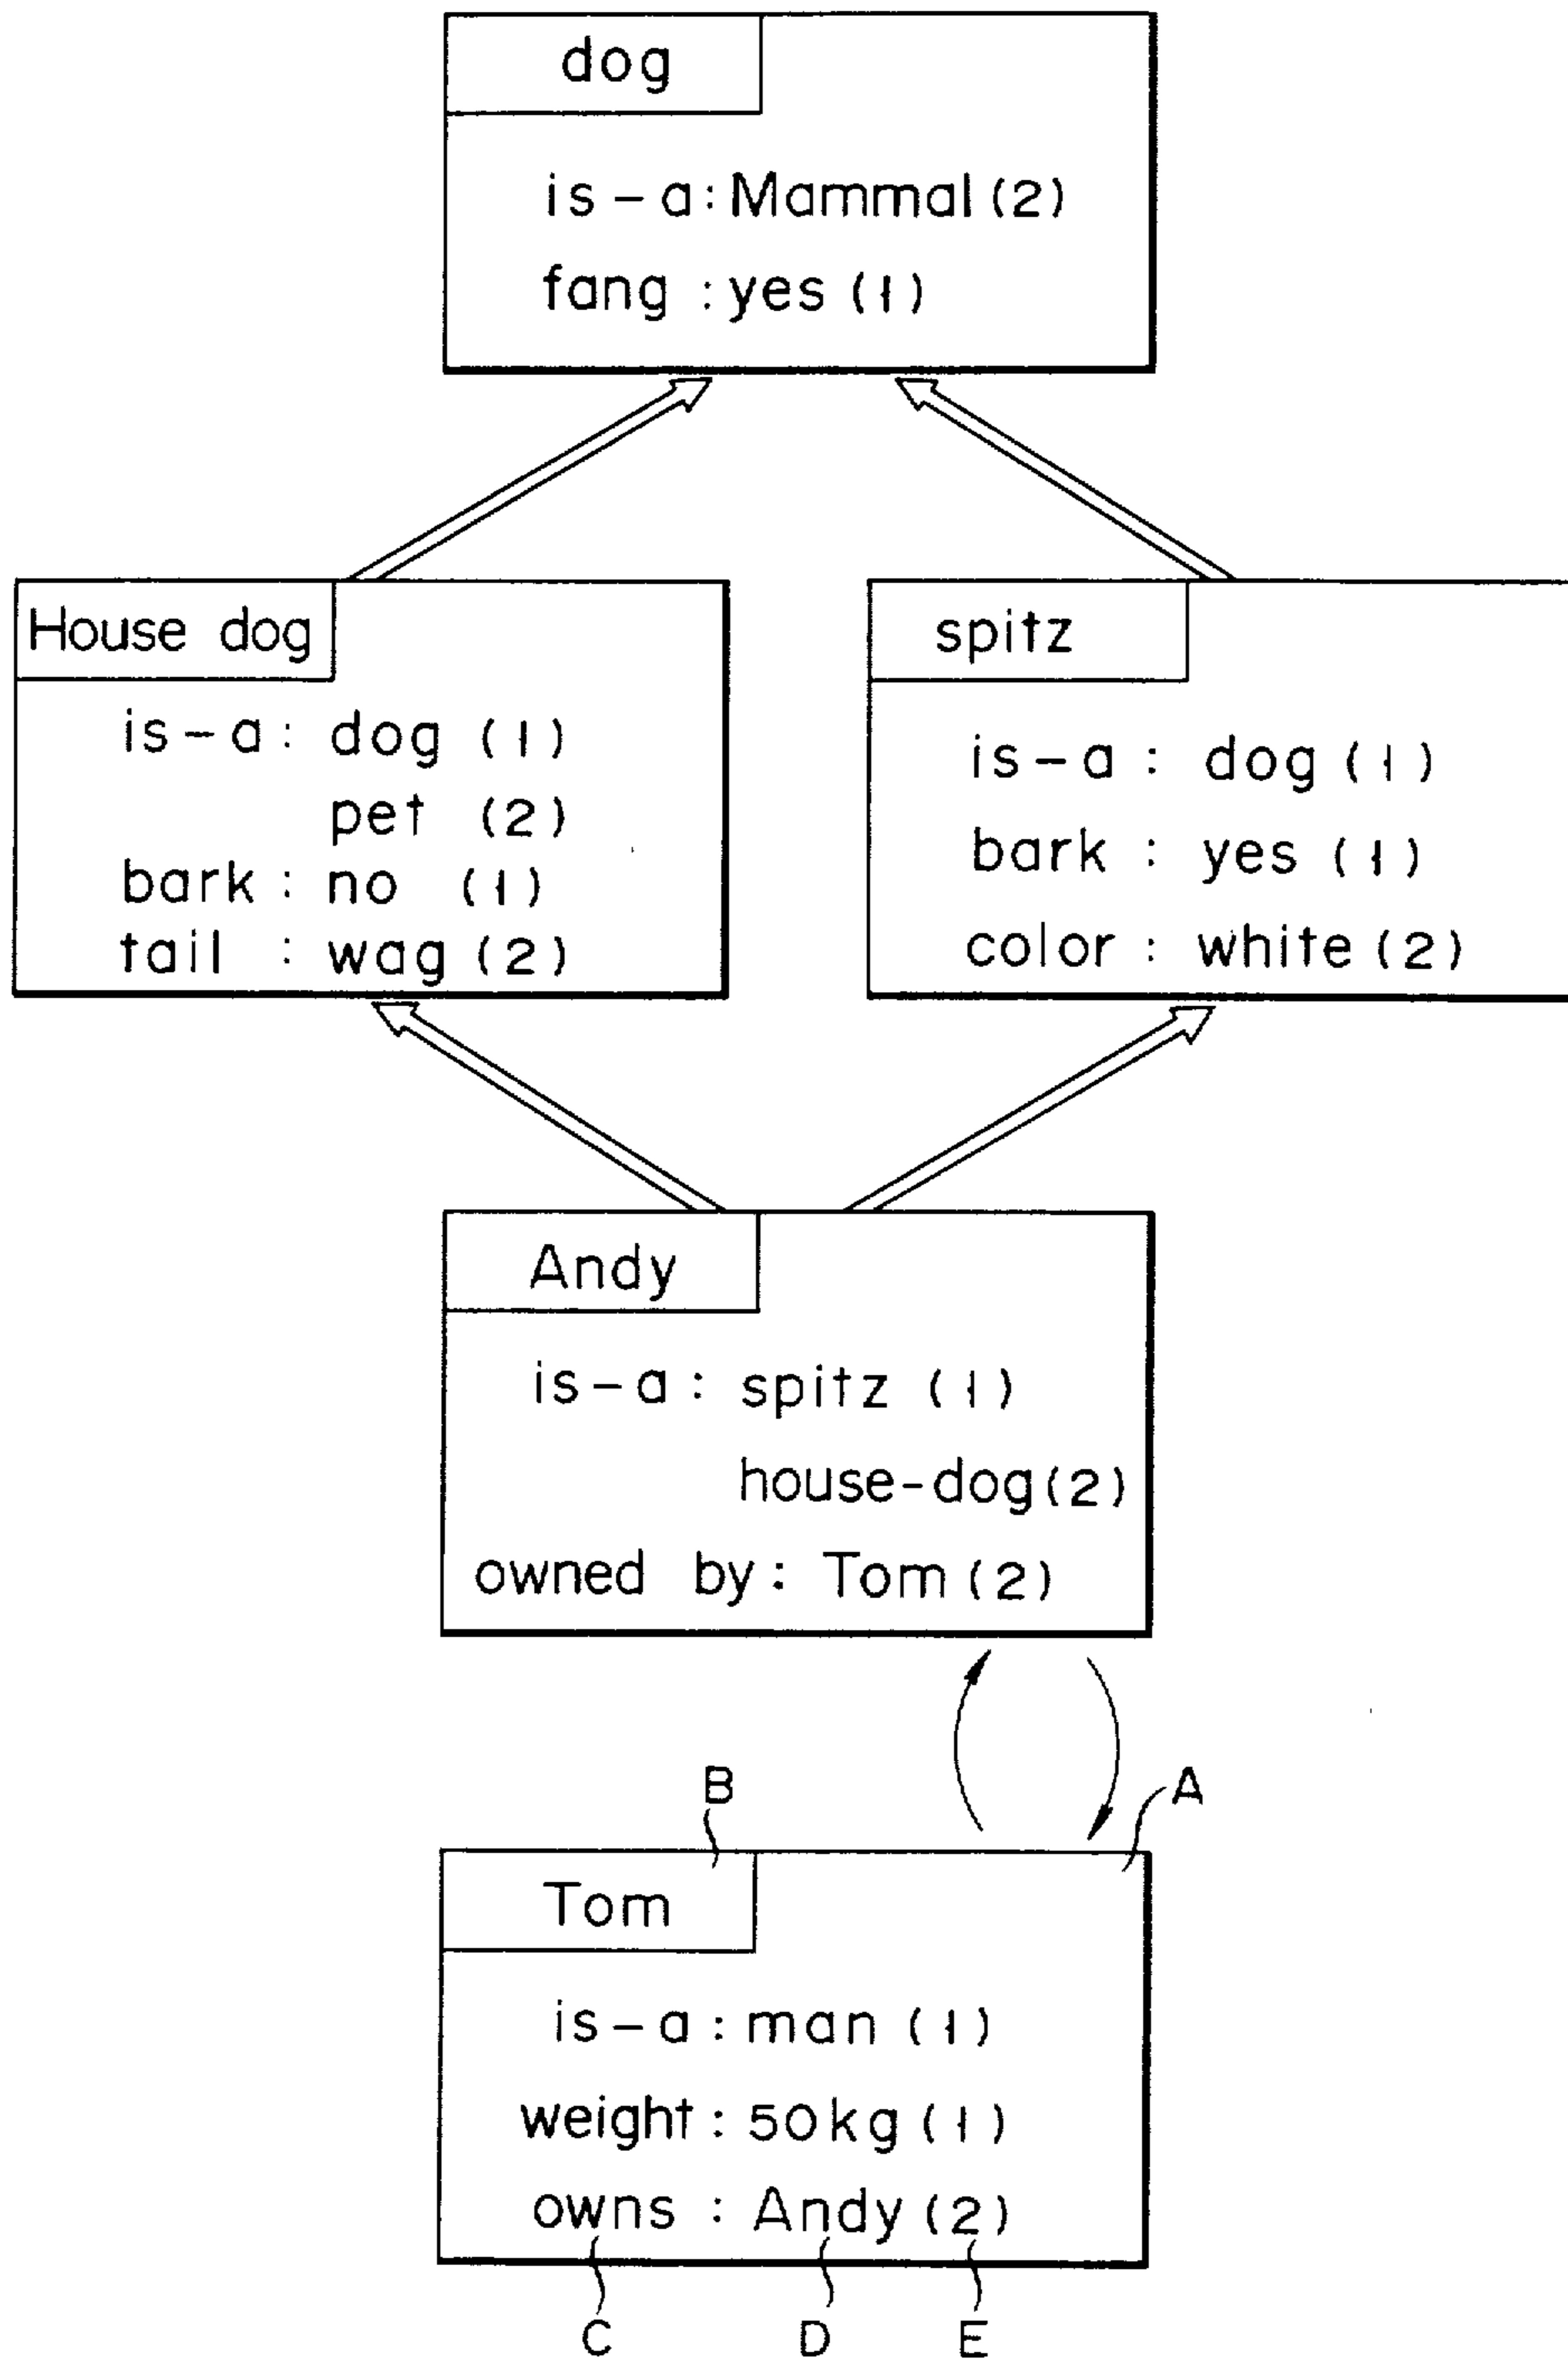 dog
is-a: Mammal (2)
fang : yes (1)
House dog
is-a: dog (1)
pet (2)
bark: no (1)
tail : wag (2)
spitz
is-a : dog (1)
bark : yes (1)
color : white (2)
Andy
is-a : spitz (1)
house-dog (2)
owned by : Tom (2)
B
A
Tom
is-a : man (1)
weight : 50kg (1)
owns : Andy (2)
C D E